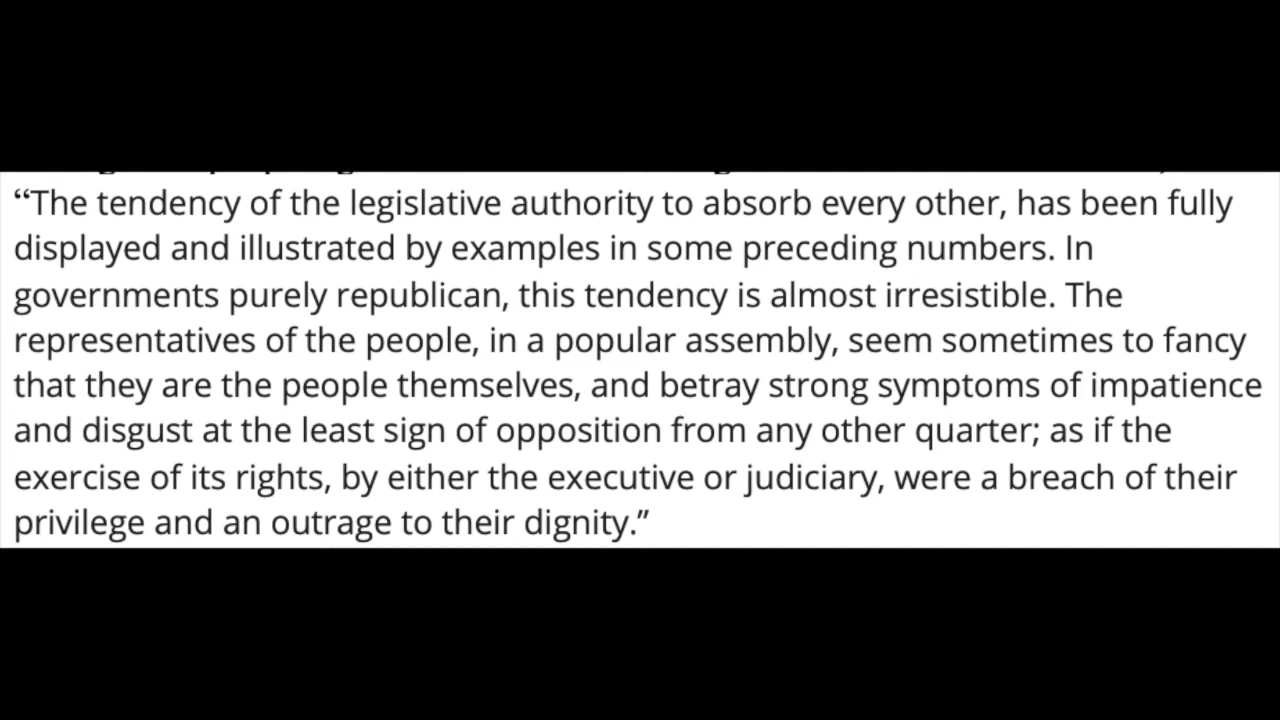 “The tendency of the legislative authority to absorb every other, has been fully
displayed and illustrated by examples in some preceding numbers. In
governments purely republican, this tendency is almost irresistible. The
representatives of the people, in a popular assembly, seem sometimes to fancy
that they are the people themselves, and betray strong symptoms of impatience
and disgust at the least sign of opposition from any other quarter; as if the
exercise of its rights, by either the executive or judiciary, were a breach of their
privilege and an outrage to their dignity.”